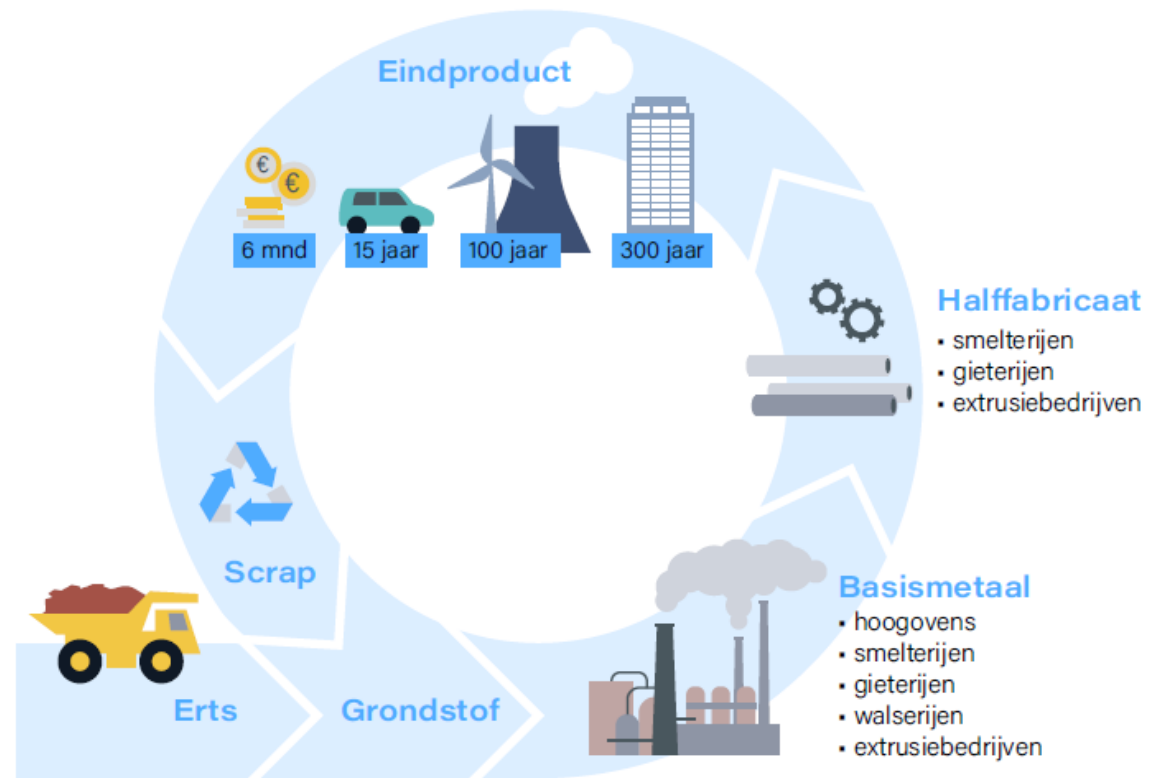 Eindproduct
€
€
6 mnd
15 jaar
100 jaar
300 jaar
Halffabricaat
▪ smelterijen
▪ gieterijen
▪ extrusiebedrijven
Scrap
Basismetaal
▪ hoogovens
▪ smelterijen
▪ gieterijen
▪ walserijen
▪ extrusiebedrijven
Erts
Grondstof